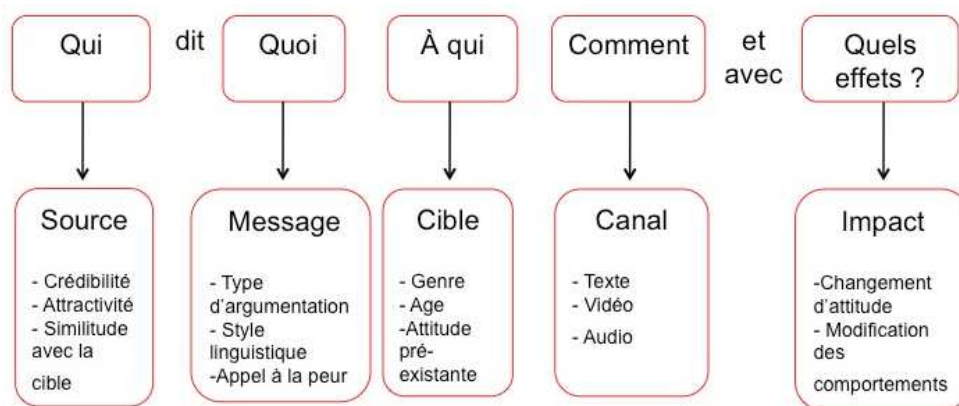 Qui
dit
Quoi
À qui
Comment
et
avec
Quels
effets ?
Source
- Crédibilité
- Attractivité
- Similitude
avec la
cible
Message
- Type
d'argumentation
- Style
linguistique
-Appel à la peur
Cible
- Genre
- Age
-Attitude
pré-
existante
Canal
- Texte
- Vidéo
- Audio
Impact
-Changement
d'attitude
- Modification
des
comportements